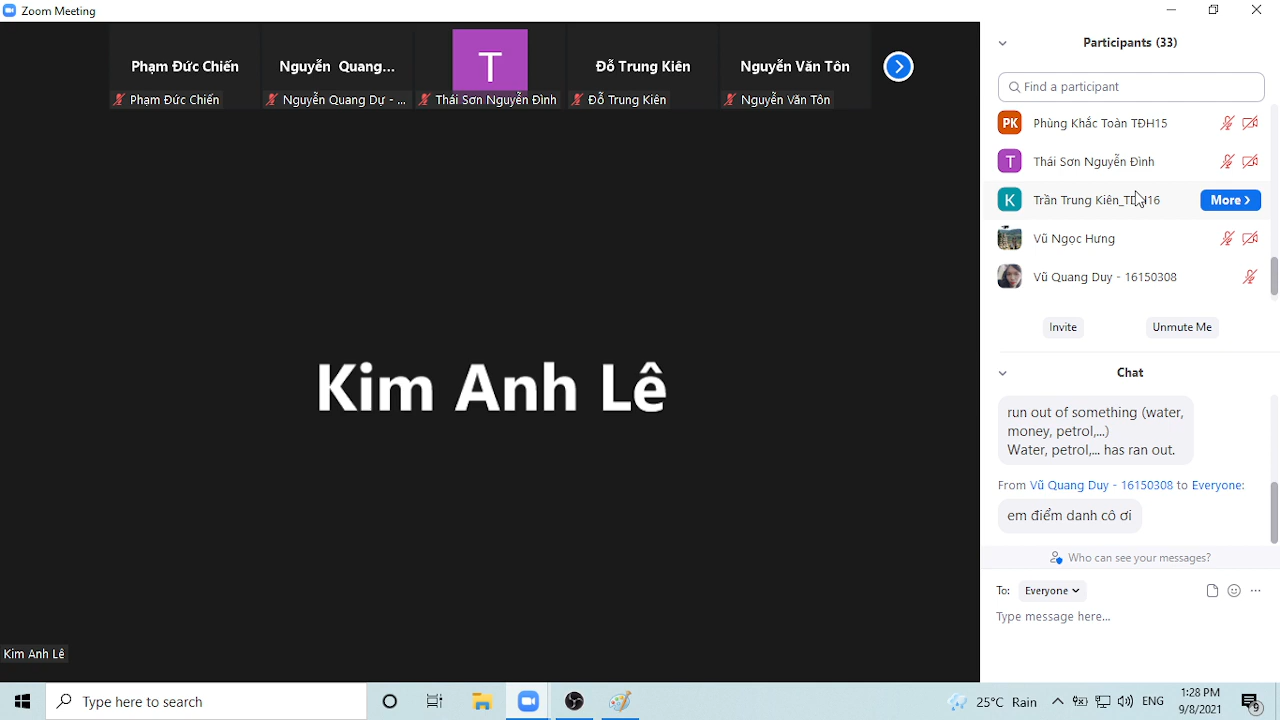 Zoom Meeting
Phạm Đức Chiến
Nguyễn Quang...
T
Đỗ Trung Kiên
Nguyễn Văn Tôn
Phạm Đức Chiến
Nguyễn Quang Dự - ...
Thái Sơn Nguyễn Đình
Đỗ Trung Kiên
Nguyễn Văn Tôn
Kim Anh Lê
Kim Anh Lê
Participants (33)
Find a participant
PK Phùng Khắc Toàn TĐH15
T Thái Sơn Nguyễn Đình
K Trần Trung Kiên_TĐH16 More
Vũ Ngọc Hưng
Vũ Quang Duy - 16150308
Invite Unmute Me
Chat
run out of something (water,
money, petrol,...)
Water, petrol,... has ran out.
From Vũ Quang Duy - 16150308 to Everyone:
em điểm danh cô ơi
Who can see your messages?
To: Everyone
Type message here...
Type here to search
25°C Rain
ENG
1:28 PM
9/8/2021
9